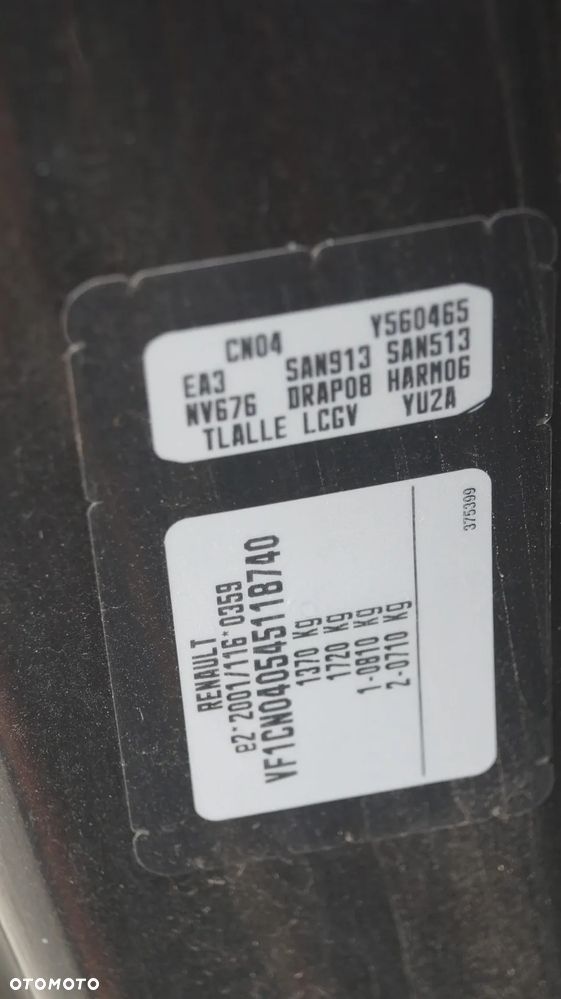 CN04 Y560465
EA3 SAN913 SAN513
NV676 DRAP08 HARM06
TLALLE LCGV YU2A
RENAULT
e2*2001/116*0359
VF1CN040545118740
1370 Kg
1720 Kg
1-0810 Kg
2-0710 Kg
375399
OTOMOTO